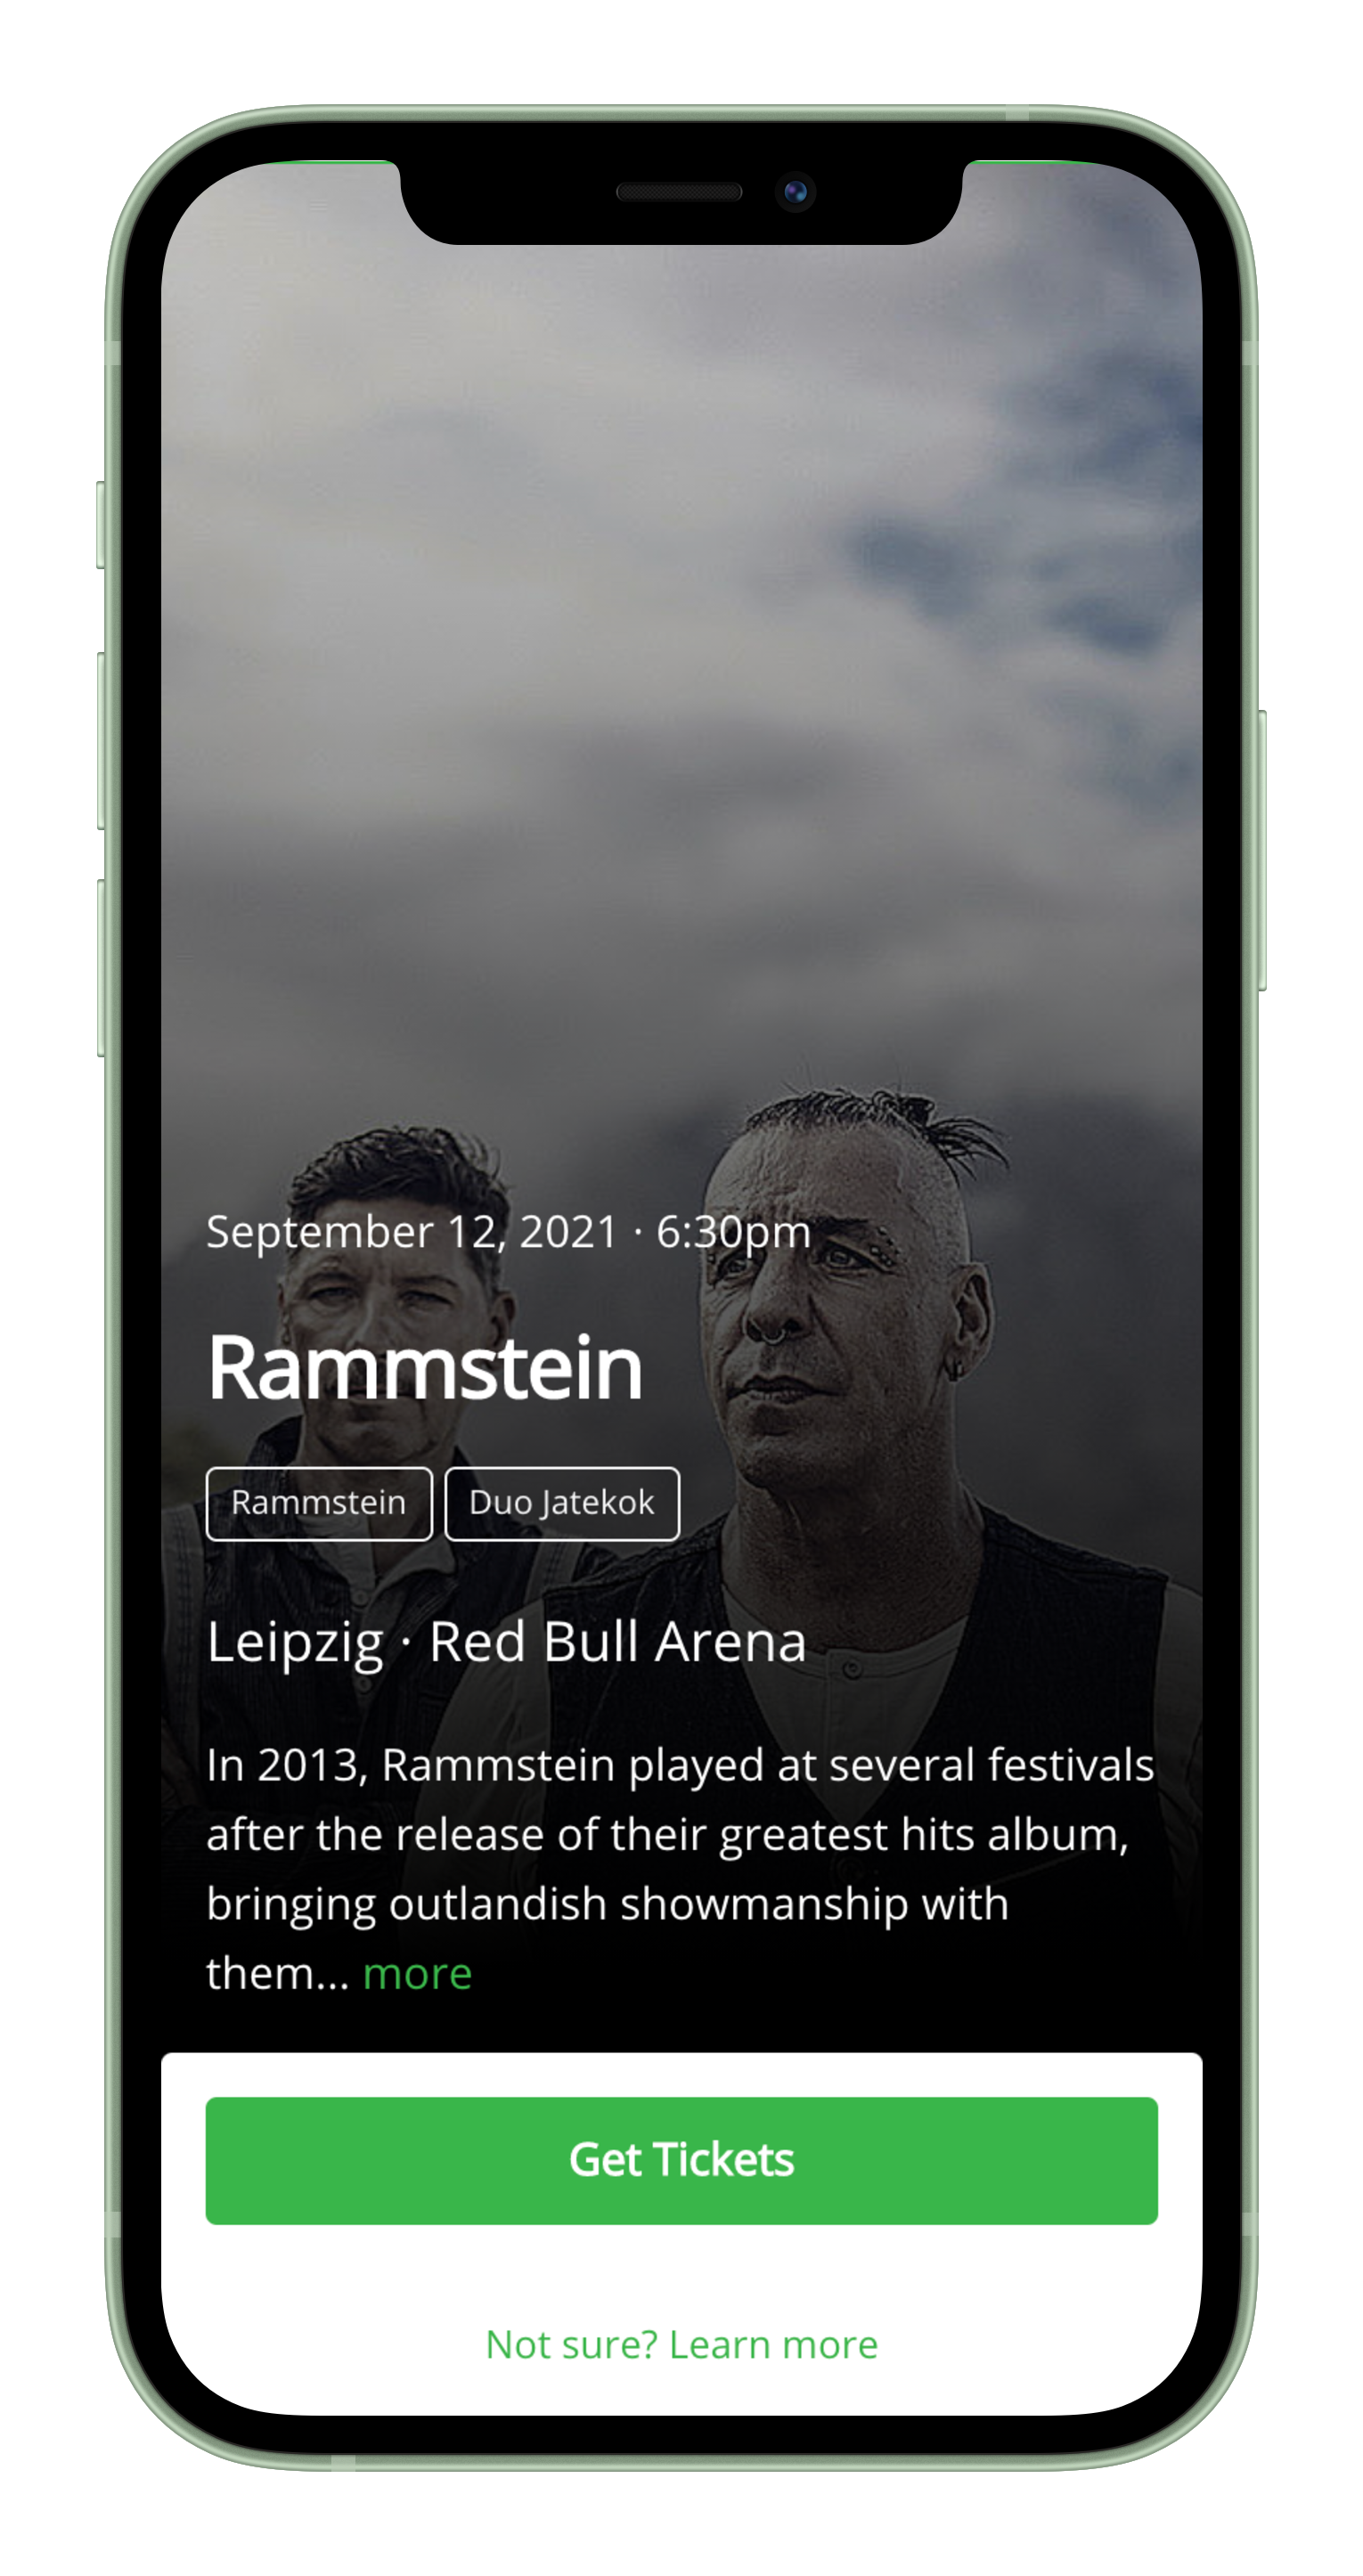 September 12, 2021 · 6:30pm
Rammstein
Rammstein Duo Jatekok
Leipzig · Red Bull Arena
In 2013, Rammstein played at several festivals
after the release of their greatest hits album,
bringing outlandish showmanship with
them... more
Get Tickets
Not sure? Learn more